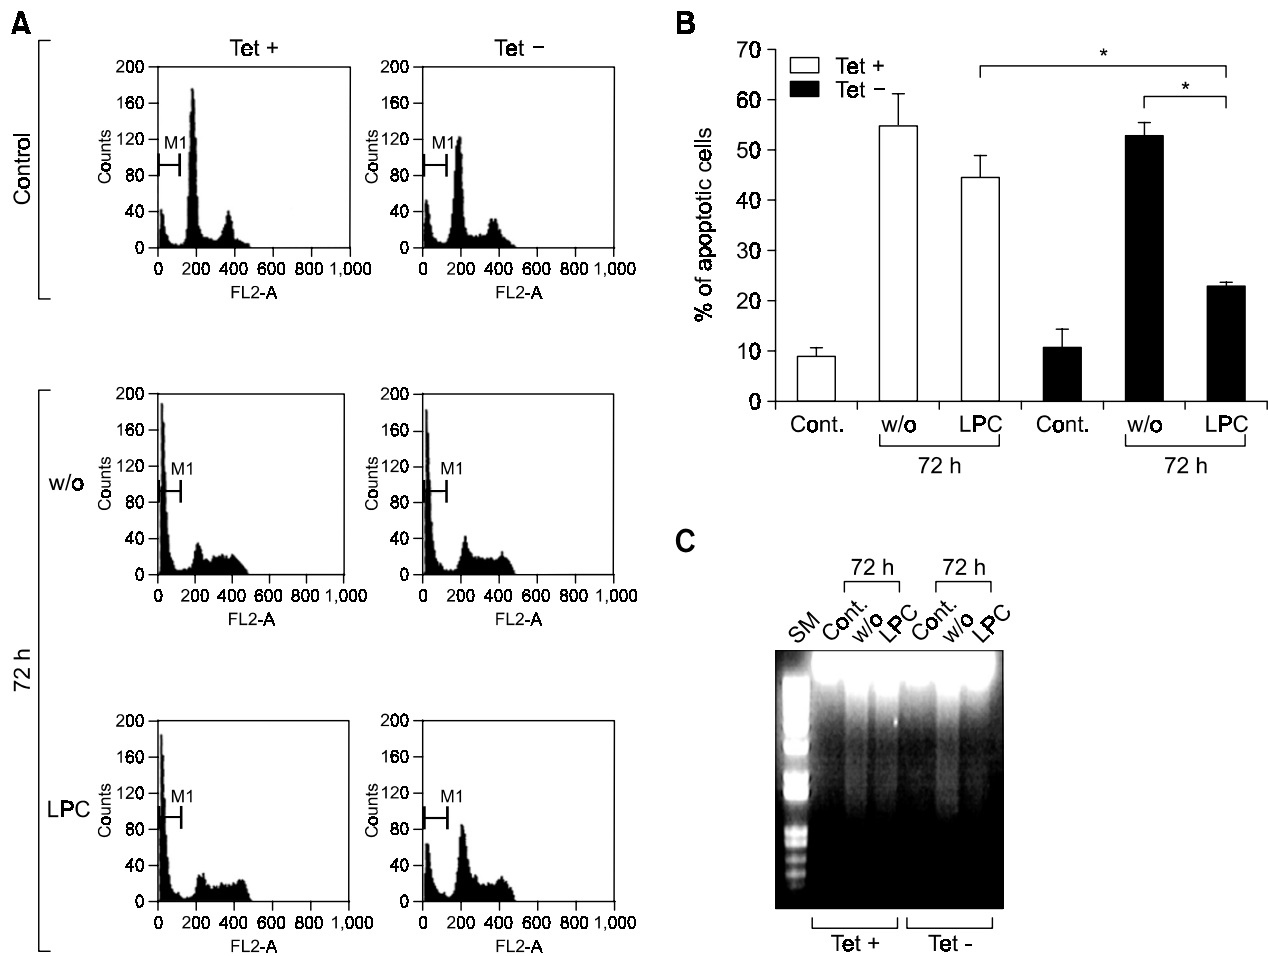 A
Tet +
Tet −
Control
200
160
120
80
40
0
Counts
M1
0 200 400 600 800 1,000
FL2-A
200
160
120
80
40
0
Counts
M1
0 200 400 600 800 1,000
FL2-A
72 h
w/o
200
160
120
80
40
0
Counts
M1
0 200 400 600 800 1,000
FL2-A
200
160
120
80
40
0
Counts
M1
0 200 400 600 800 1,000
FL2-A
LPC
200
160
120
80
40
0
Counts
M1
0 200 400 600 800 1,000
FL2-A
200
160
120
80
40
0
Counts
M1
0 200 400 600 800 1,000
FL2-A
B
% of apoptotic cells
70
60
50
40
30
20
10
0
Tet +
Tet −
*
*
Cont. w/o LPC Cont. w/o LPC
72 h 72 h
C
72 h 72 h
SM Cont. w/o LPC Cont. w/o LPC
Tet + Tet -